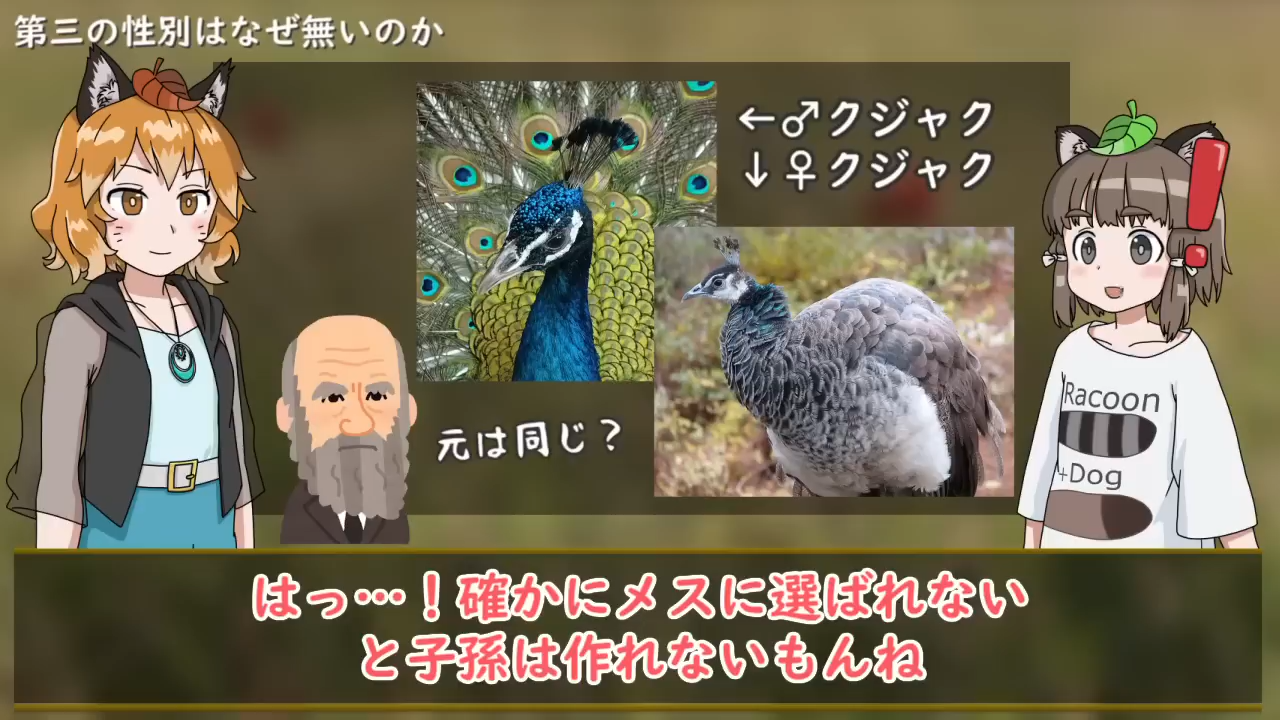 第三の性別はなぜ無いのか
←♂クジャク
↓♀クジャク
元は同じ？
Racoon
+Dog
はっ…！確かにメスに選ばれない
と子孫は作れないもんね